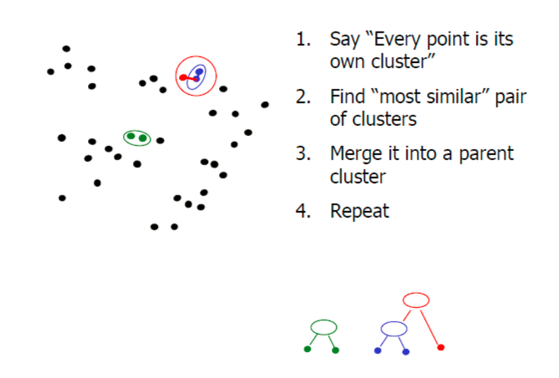 1. Say “Every point is its
own cluster”
2. Find “most similar” pair
of clusters
3. Merge it into a parent
cluster
4. Repeat